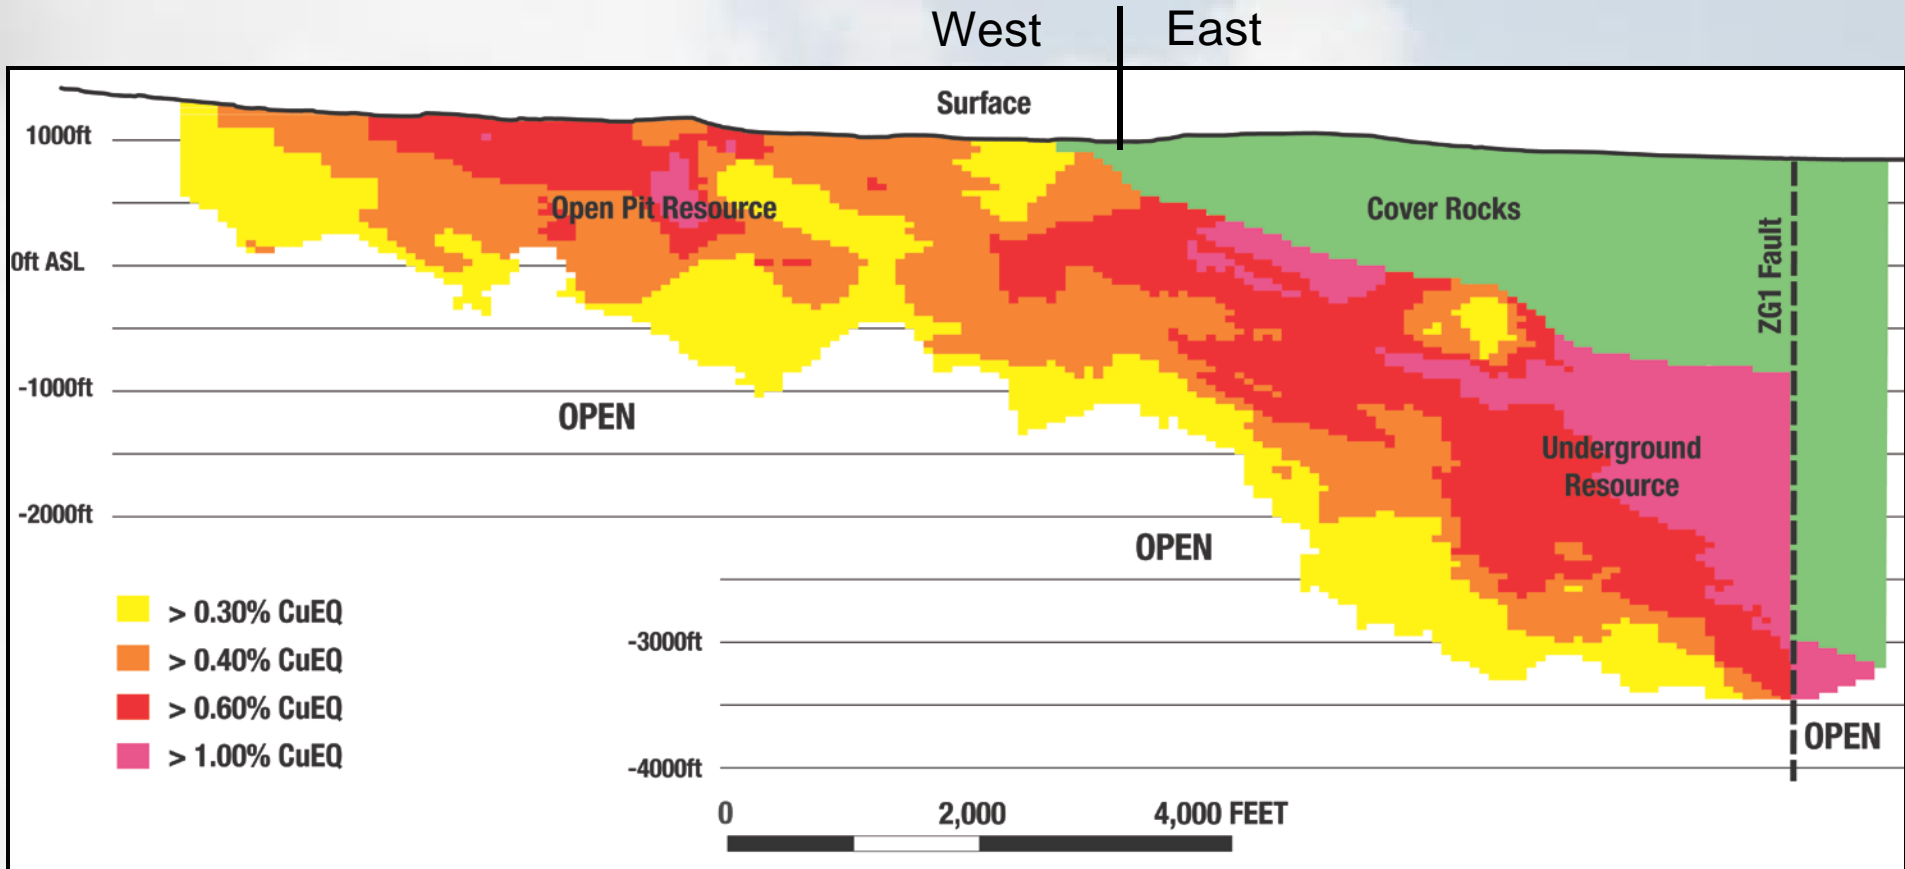 West
East
Surface
1000ft
Open Pit Resource
Cover Rocks
0ft ASL
ZG1 Fault
-1000ft
OPEN
Underground
Resource
-2000ft
OPEN
> 0.30% CuEQ
-3000ft
> 0.40% CuEQ
> 0.60% CuEQ
OPEN
> 1.00% CuEQ
-4000ft
0 2,000 4,000 FEET